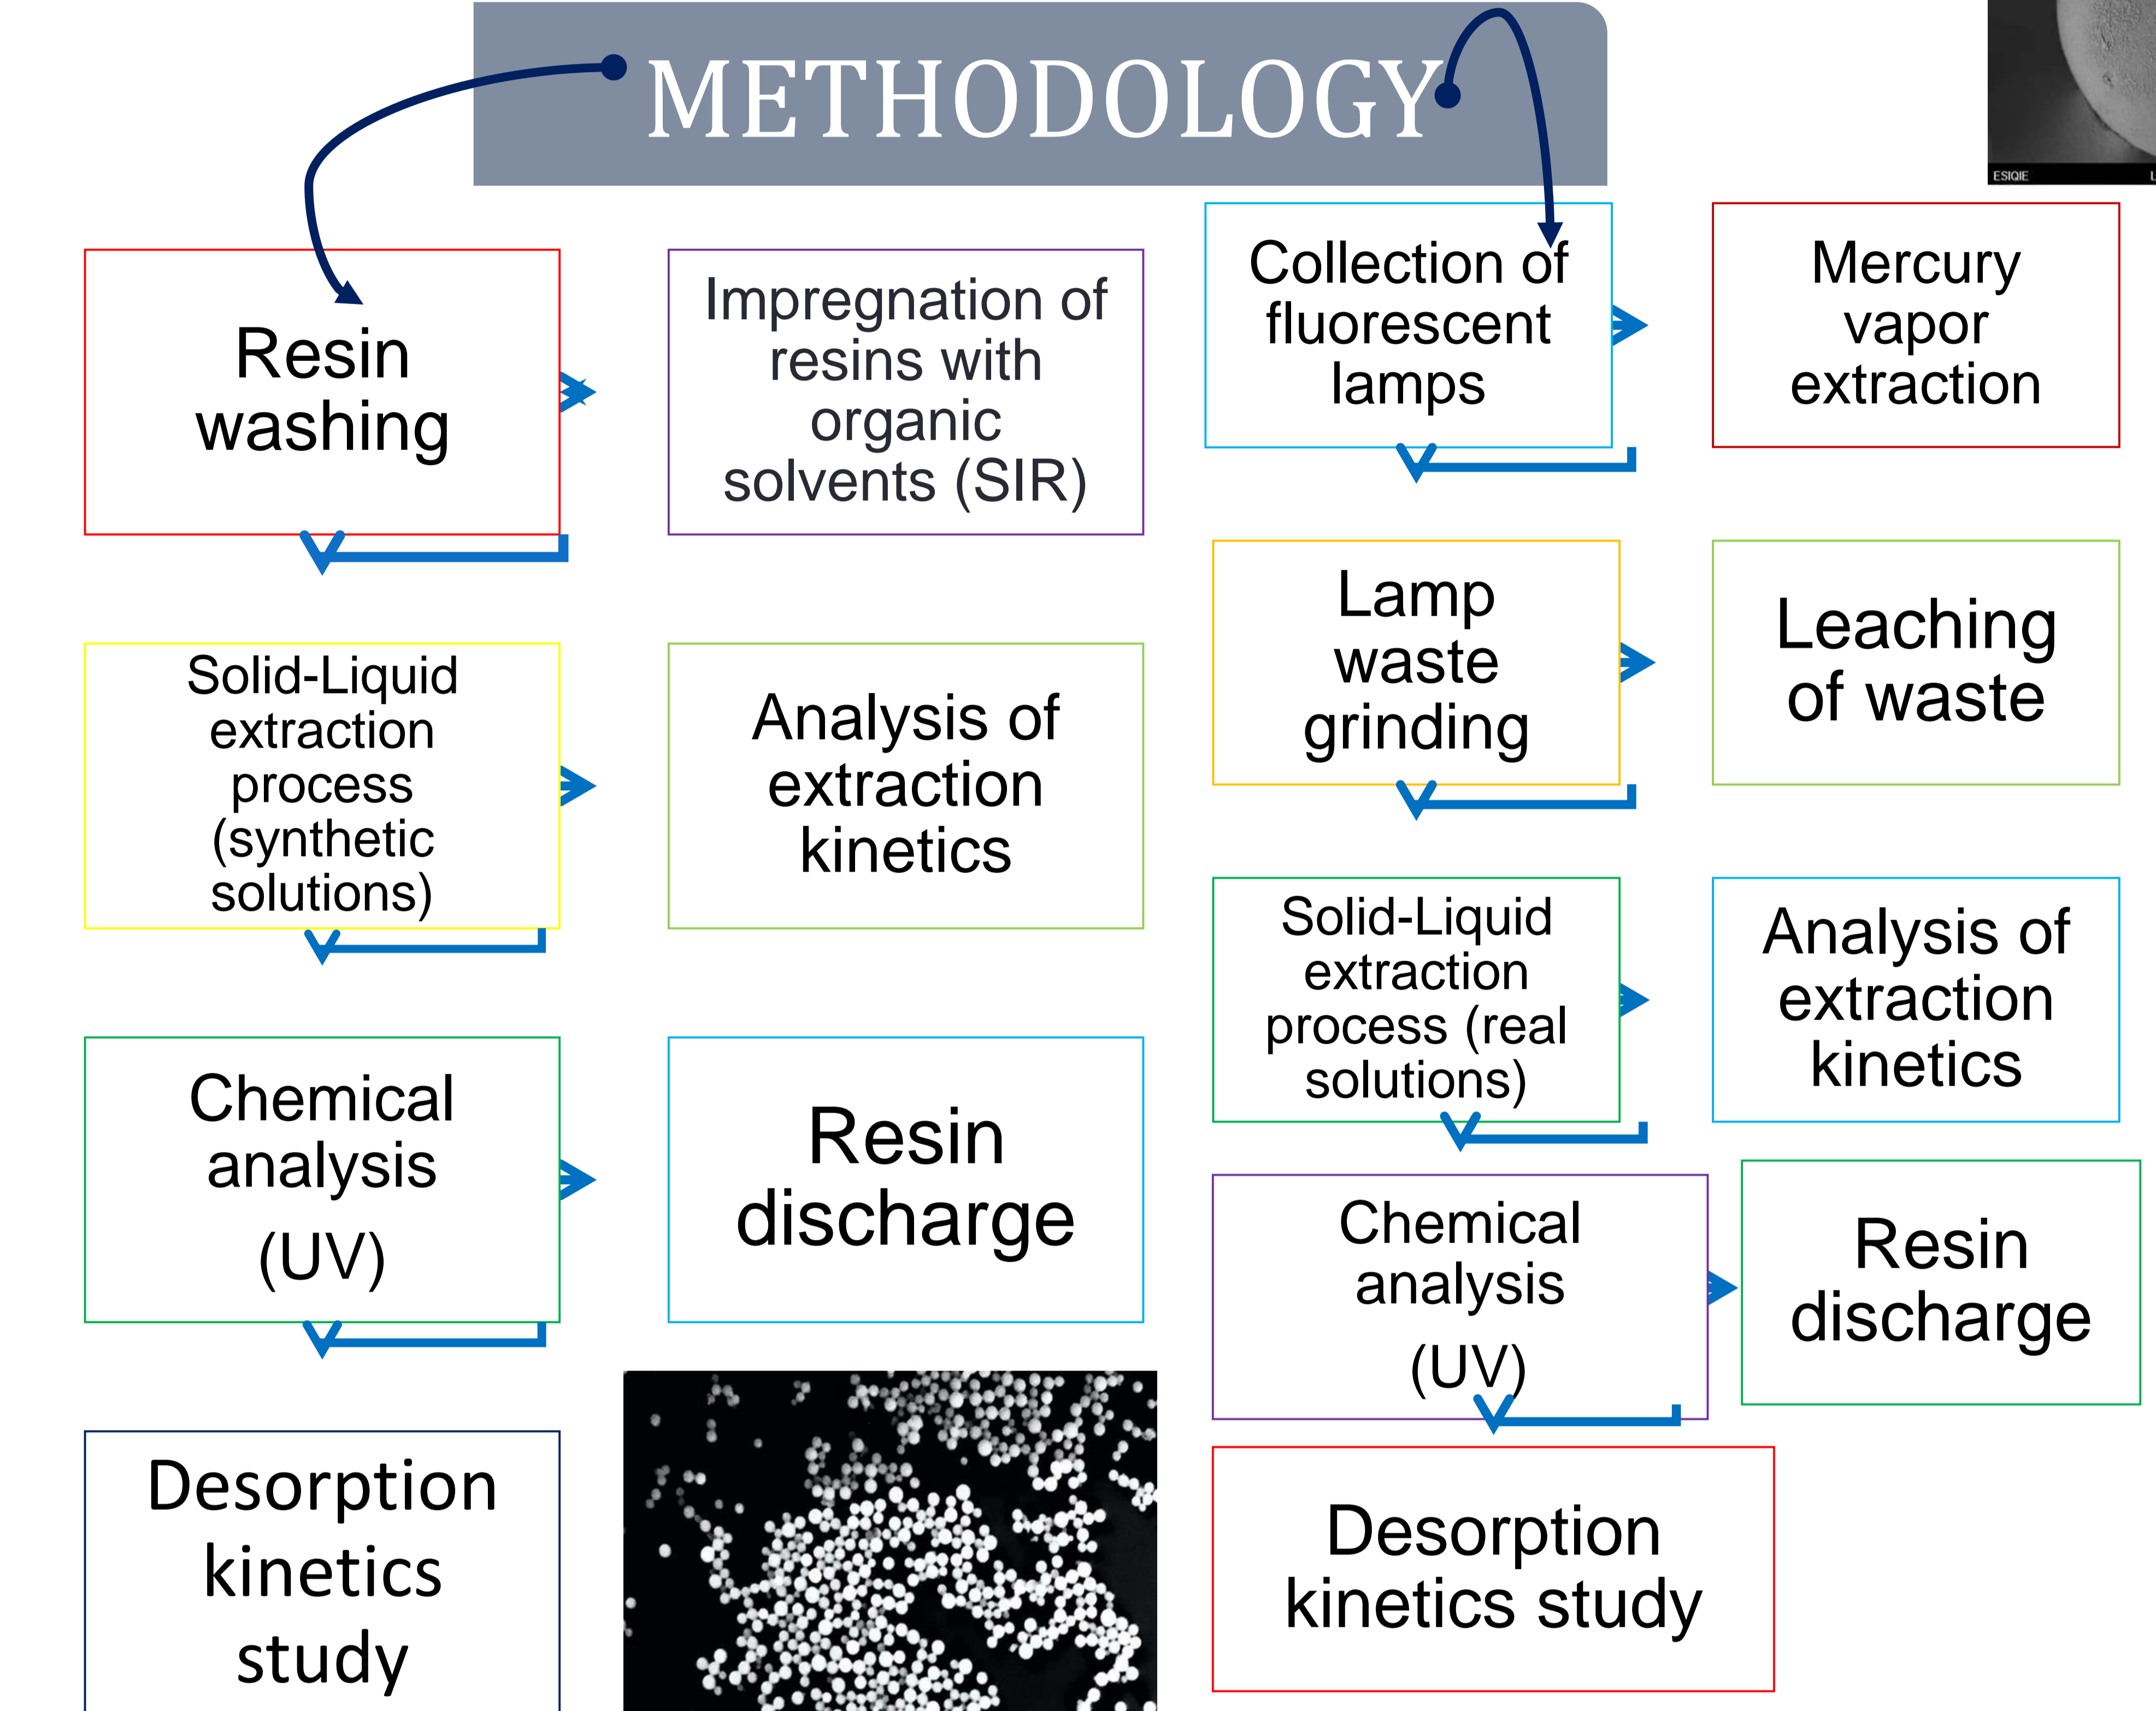 METHODOLOGY
ESIQIE
Resin
washing
Impregnation of
resins with
organic
solvents (SIR)
Solid-Liquid
extraction
process
(synthetic
solutions)
Analysis of
extraction
kinetics
Chemical
analysis
(UV)
Resin
discharge
Desorption
kinetics
study
Collection of
fluorescent
lamps
Mercury
vapor
extraction
Lamp
waste
grinding
Leaching
of waste
Solid-Liquid
extraction
process (real
solutions)
Analysis of
extraction
kinetics
Chemical
analysis
(UV)
Resin
discharge
Desorption
kinetics study